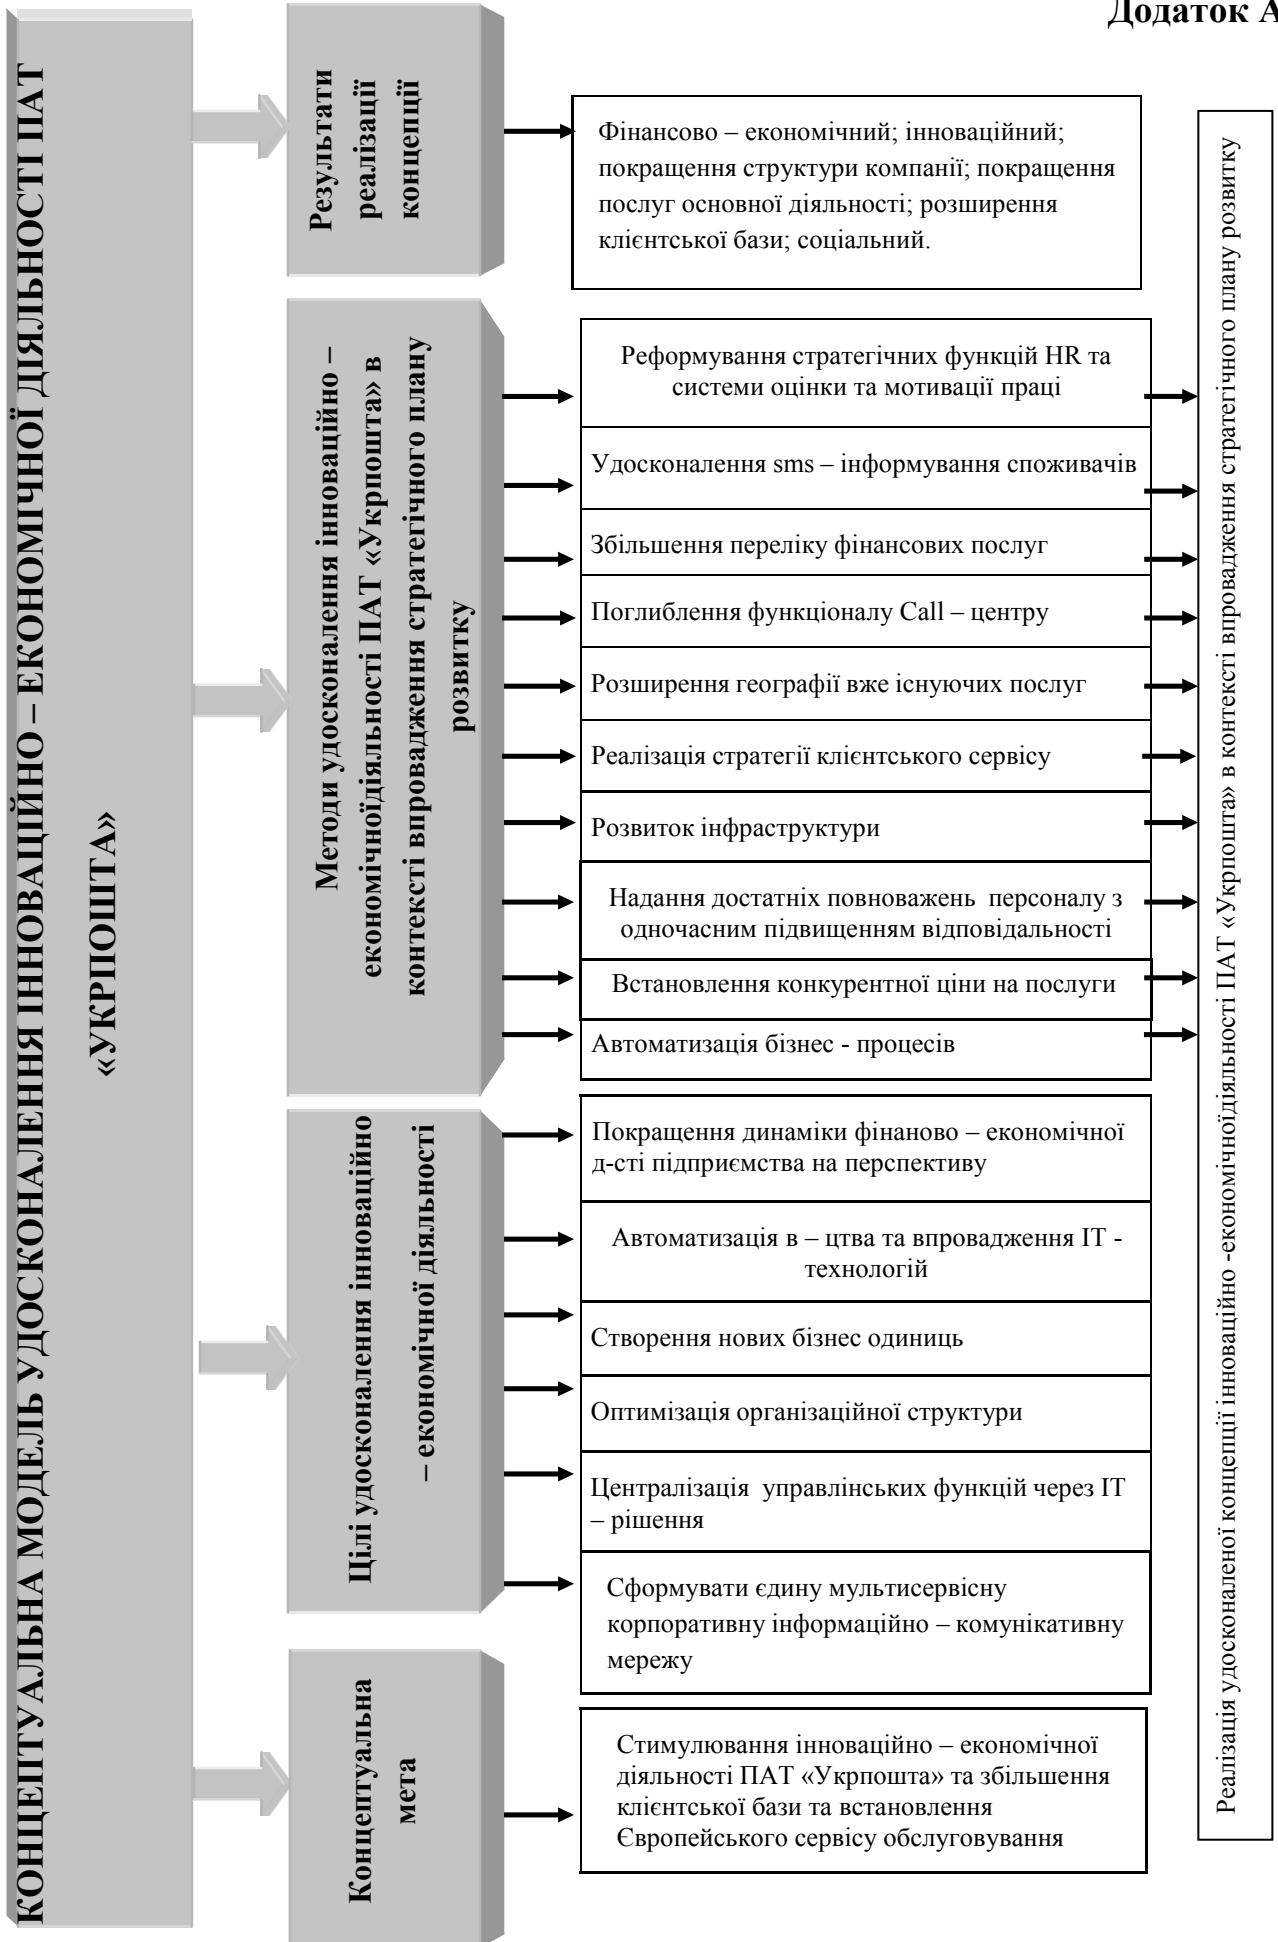 Додаток А
КОНЦЕПТУАЛЬНА МОДЕЛЬ УДОСКОНАЛЕННЯ ІННОВАЦІЙНО – ЕКОНОМІЧНОЇ ДІЯЛЬНОСТІ ПАТ
«УКРПОШТА»
Результати
реалізації
концепції
Фінансово – економічний; інноваційний;
покращення структури компанії; покращення
послуг основної діяльності; розширення
клієнтської бази; соціальний.
Методи удосконалення інноваційно –
економічноїдіяльності ПАТ «Укрпошта» в
контексті впровадження стратегічного плану
розвитку
Реформування стратегічних функцій HR та
системи оцінки та мотивації праці
Удосконалення sms – інформування споживачів
Збільшення переліку фінансових послуг
Поглиблення функціоналу Call – центру
Розширення географії вже існуючих послуг
Реалізація стратегії клієнтського сервісу
Розвиток інфраструктури
Надання достатніх повноважень персоналу з
одночасним підвищенням відповідальності
Встановлення конкурентної ціни на послуги
Автоматизація бізнес - процесів
Цілі удосконалення інноваційно
– економічної діяльності
Покращення динаміки фінаново – економічної
д-сті підприємства на перспективу
Автоматизація в – цтва та впровадження ІТ -
технологій
Створення нових бізнес одиниць
Оптимізація організаційної структури
Централізація управлінських функцій через ІТ
– рішення
Сформувати єдину мультисервісну
корпоративну інформаційно – комунікативну
мережу
Концептуальна
мета
Стимулювання інноваційно – економічної
діяльності ПАТ «Укрпошта» та збільшення
клієнтської бази та встановлення
Європейського сервісу обслуговування
Реалізація удосконаленої концепції інноваційно -економічноїдіяльності ПАТ «Укрпошта» в контексті впровадження стратегічного плану розвитку